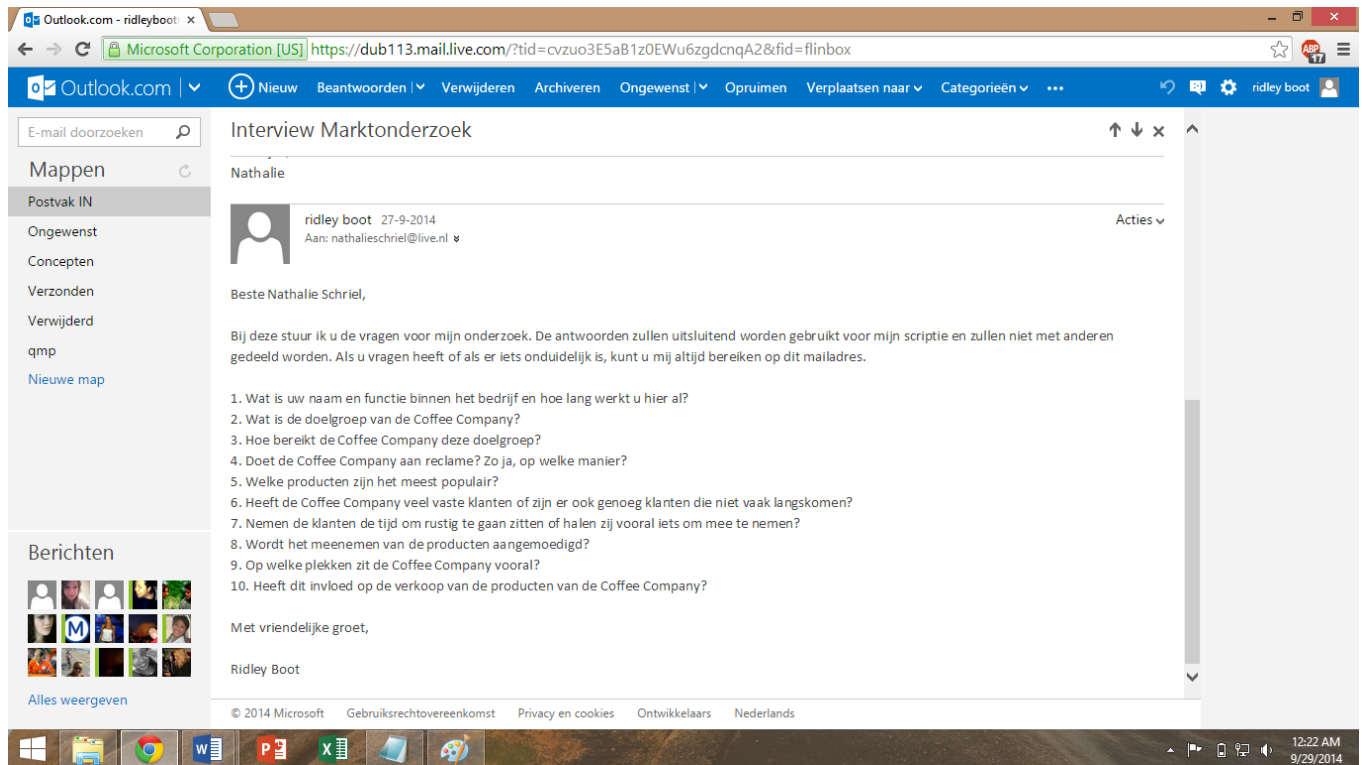 Outlook.com - ridleyboot
Microsoft Corporation [US] https://dub113.mail.live.com/?tid=cvzuo3E5aB1z0EWu6zgdcnqA2&fid=flinbox
ABP 17
Outlook.com Nieuw Beantwoorden Verwijderen Archiveren Ongewenst Opruimen Verplaatsen naar Categorieën ridley boot
E-mail doorzoeken
Mappen
Postvak IN
Ongewenst
Concepten
Verzonden
Verwijderd
qmp
Nieuwe map
Berichten
M
Alles weergeven
Interview Marktonderzoek
Nathalie
ridley boot 27-9-2014 Acties
Aan: nathalieschriel@live.nl
Beste Nathalie Schriel,
Bij deze stuur ik u de vragen voor mijn onderzoek. De antwoorden zullen uitsluitend worden gebruikt voor mijn scriptie en zullen niet met anderen
gedeeld worden. Als u vragen heeft of als er iets onduidelijk is, kunt u mij altijd bereiken op dit mailadres.
1. Wat is uw naam en functie binnen het bedrijf en hoe lang werkt u hier al?
2. Wat is de doelgroep van de Coffee Company?
3. Hoe bereikt de Coffee Company deze doelgroep?
4. Doet de Coffee Company aan reclame? Zo ja, op welke manier?
5. Welke producten zijn het meest populair?
6. Heeft de Coffee Company veel vaste klanten of zijn er ook genoeg klanten die niet vaak langskomen?
7. Nemen de klanten de tijd om rustig te gaan zitten of halen zij vooral iets om mee te nemen?
8. Wordt het meenemen van de producten aangemoedigd?
9. Op welke plekken zit de Coffee Company vooral?
10. Heeft dit invloed op de verkoop van de producten van de Coffee Company?
Met vriendelijke groet,
Ridley Boot
© 2014 Microsoft Gebruiksrechtovereenkomst Privacy en cookies Ontwikkelaars Nederlands
12:22 AM
9/29/2014